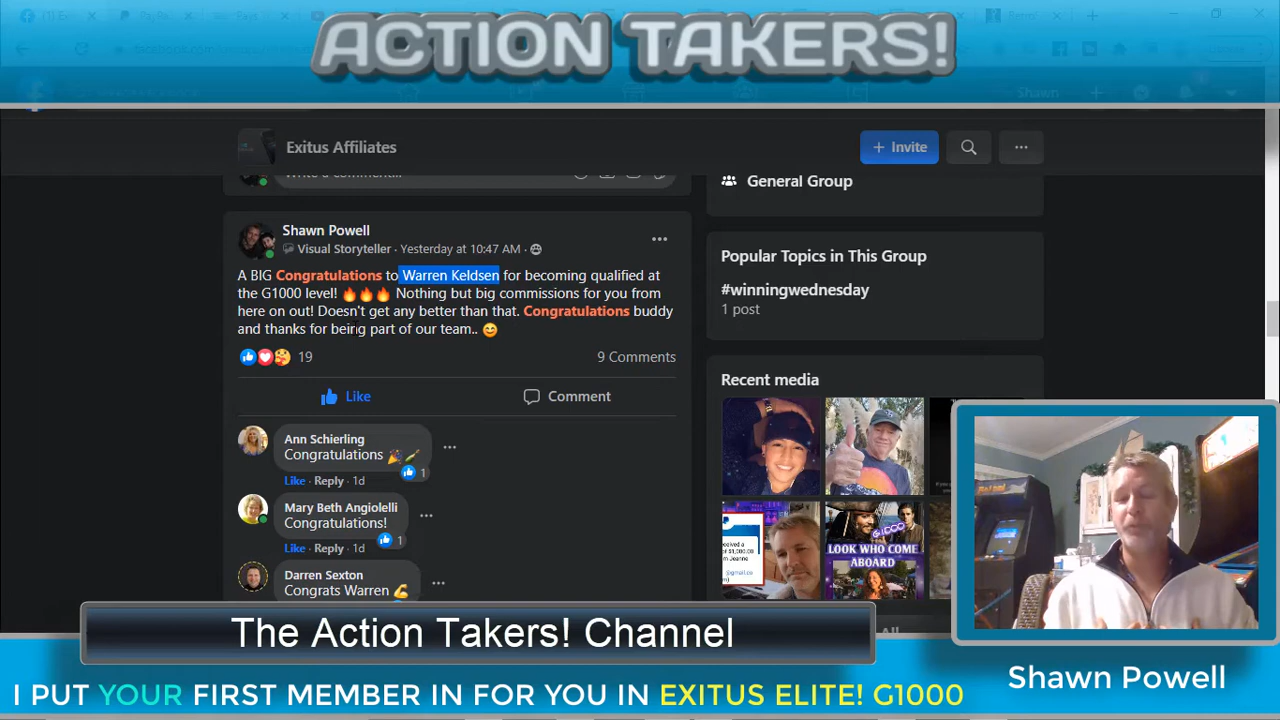 ACTION TAKERS!
Exitus Affiliates
+ Invite
Write a comment...
General Group
Shawn Powell
Visual Storyteller · Yesterday at 10:47 AM ·
A BIG Congratulations to Warren Keldsen for becoming qualified at
the G1000 level! 🔥🔥🔥 Nothing but big commissions for you from
here on out! Doesn't get any better than that. Congratulations buddy
and thanks for being part of our team.. 😊
19
9 Comments
Like
Comment
Ann Schierling
Congratulations 🎉🍾
1
Like · Reply · 1d
Mary Beth Angiolelli
Congratulations!
1
Like · Reply · 1d
Darren Sexton
Congrats Warren 💪
Popular Topics in This Group
#winningwednesday
1 post
Recent media
GIDOO
LOOK WHO COME
ABOARD
The Action Takers! Channel
Shawn Powell
I PUT YOUR FIRST MEMBER IN FOR YOU IN EXITUS ELITE! G1000